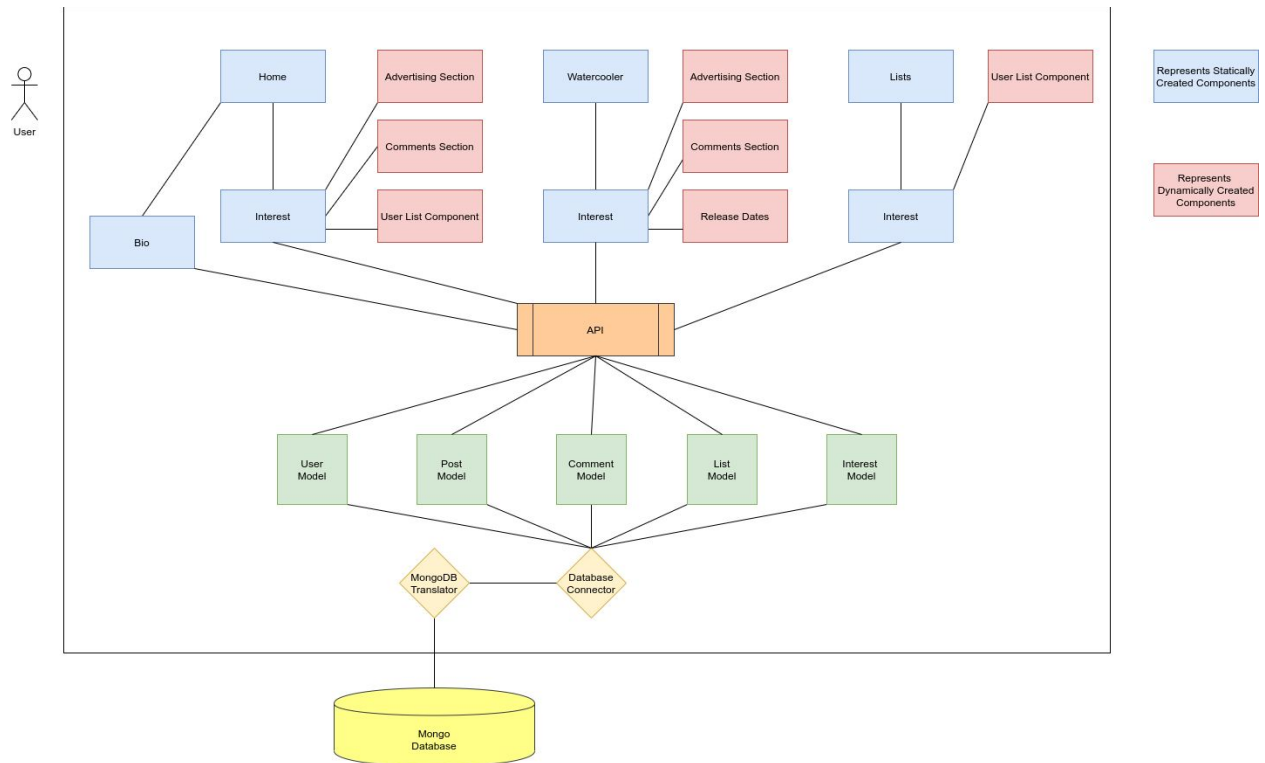 Home
Advertising Section
Watercooler
Advertising Section
Lists
User List Component
Represents Statically
Created Components
User
Comments Section
Comments Section
Represents
Dynamically Created
Components
Bio
Interest
User List Component
Interest
Release Dates
Interest
API
User
Model
Post
Model
Comment
Model
List
Model
Interest
Model
MongoDB
Translator
Database
Connector
Mongo
Database